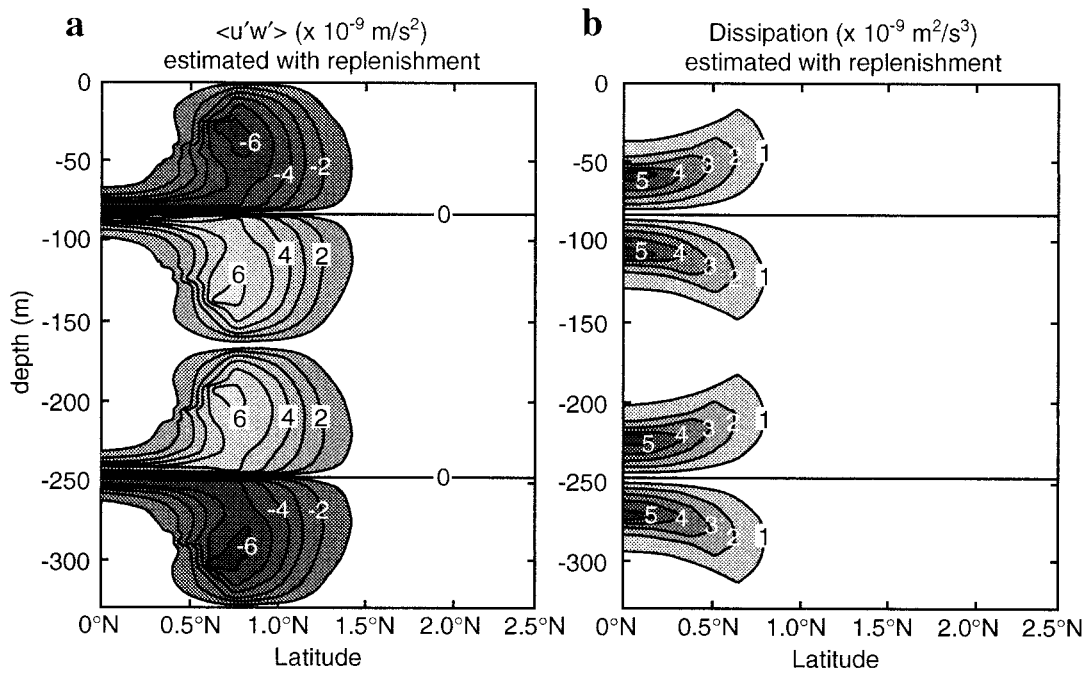 a
<u′w′> (x 10⁻⁹ m/s²)
estimated with replenishment
0
-50
-100
-150
-200
-250
-300
depth (m)
-6
-4
-2
0
6
4
2
6
4
2
0
-4
-2
-6
0°N 0.5°N 1.0°N 1.5°N 2.0°N 2.5°N
Latitude
b
Dissipation (x 10⁻⁹ m²/s³)
estimated with replenishment
0
-50
-100
-150
-200
-250
-300
5 4 3 2 1
5 4 3 2 1
5 4 3 2 1
5 4 3 2 1
0°N 0.5°N 1.0°N 1.5°N 2.0°N 2.5°N
Latitude